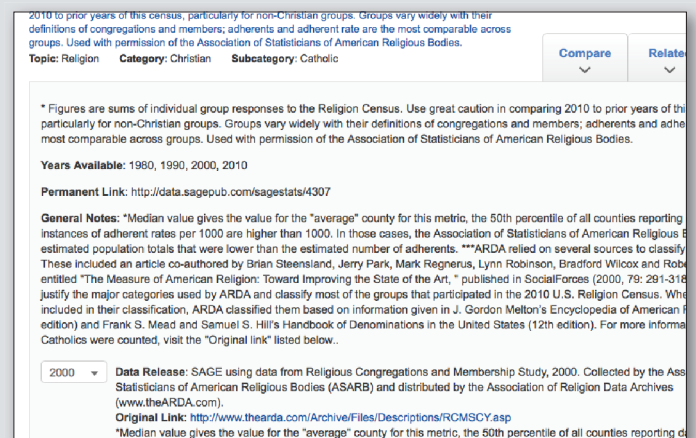 2010 to prior years of this census, particularly for non-Christian groups. Groups vary widely with their
definitions of congregations and members; adherents and adherent rate are the most comparable across
groups. Used with permission of the Association of Statisticians of American Religious Bodies.
Topic: Religion Category: Christian Subcategory: Catholic
Compare
Relate
* Figures are sums of individual group responses to the Religion Census. Use great caution in comparing 2010 to prior years of thi
particularly for non-Christian groups. Groups vary widely with their definitions of congregations and members; adherents and adhe
most comparable across groups. Used with permission of the Association of Statisticians of American Religious Bodies.
Years Available: 1980, 1990, 2000, 2010
Permanent Link: http://data.sagepub.com/sagestats/4307
General Notes: *Median value gives the value for the "average" county for this metric, the 50th percentile of all counties reporting
instances of adherent rates per 1000 are higher than 1000. In those cases, the Association of Statisticians of American Religious B
estimated population totals that were lower than the estimated number of adherents. ***ARDA relied on several sources to classify
These included an article co-authored by Brian Steensland, Jerry Park, Mark Regnerus, Lynn Robinson, Bradford Wilcox and Robe
entitled "The Measure of American Religion: Toward Improving the State of the Art, " published in SocialForces (2000, 79: 291-318
justify the major categories used by ARDA and classify most of the groups that participated in the 2010 U.S. Religion Census. Whe
included in their classification, ARDA classified them based on information given in J. Gordon Melton's Encyclopedia of American R
edition) and Frank S. Mead and Samuel S. Hill's Handbook of Denominations in the United States (12th edition). For more informa
Catholics were counted, visit the "Original link" listed below..
2000
Data Release: SAGE using data from Religious Congregations and Membership Study, 2000. Collected by the Ass
Statisticians of American Religious Bodies (ASARB) and distributed by the Association of Religion Data Archives
(www.theARDA.com).
Original Link: http://www.thearda.com/Archive/Files/Descriptions/RCMSCY.asp
*Median value gives the value for the "average" county for this metric, the 50th percentile of all counties reporting da